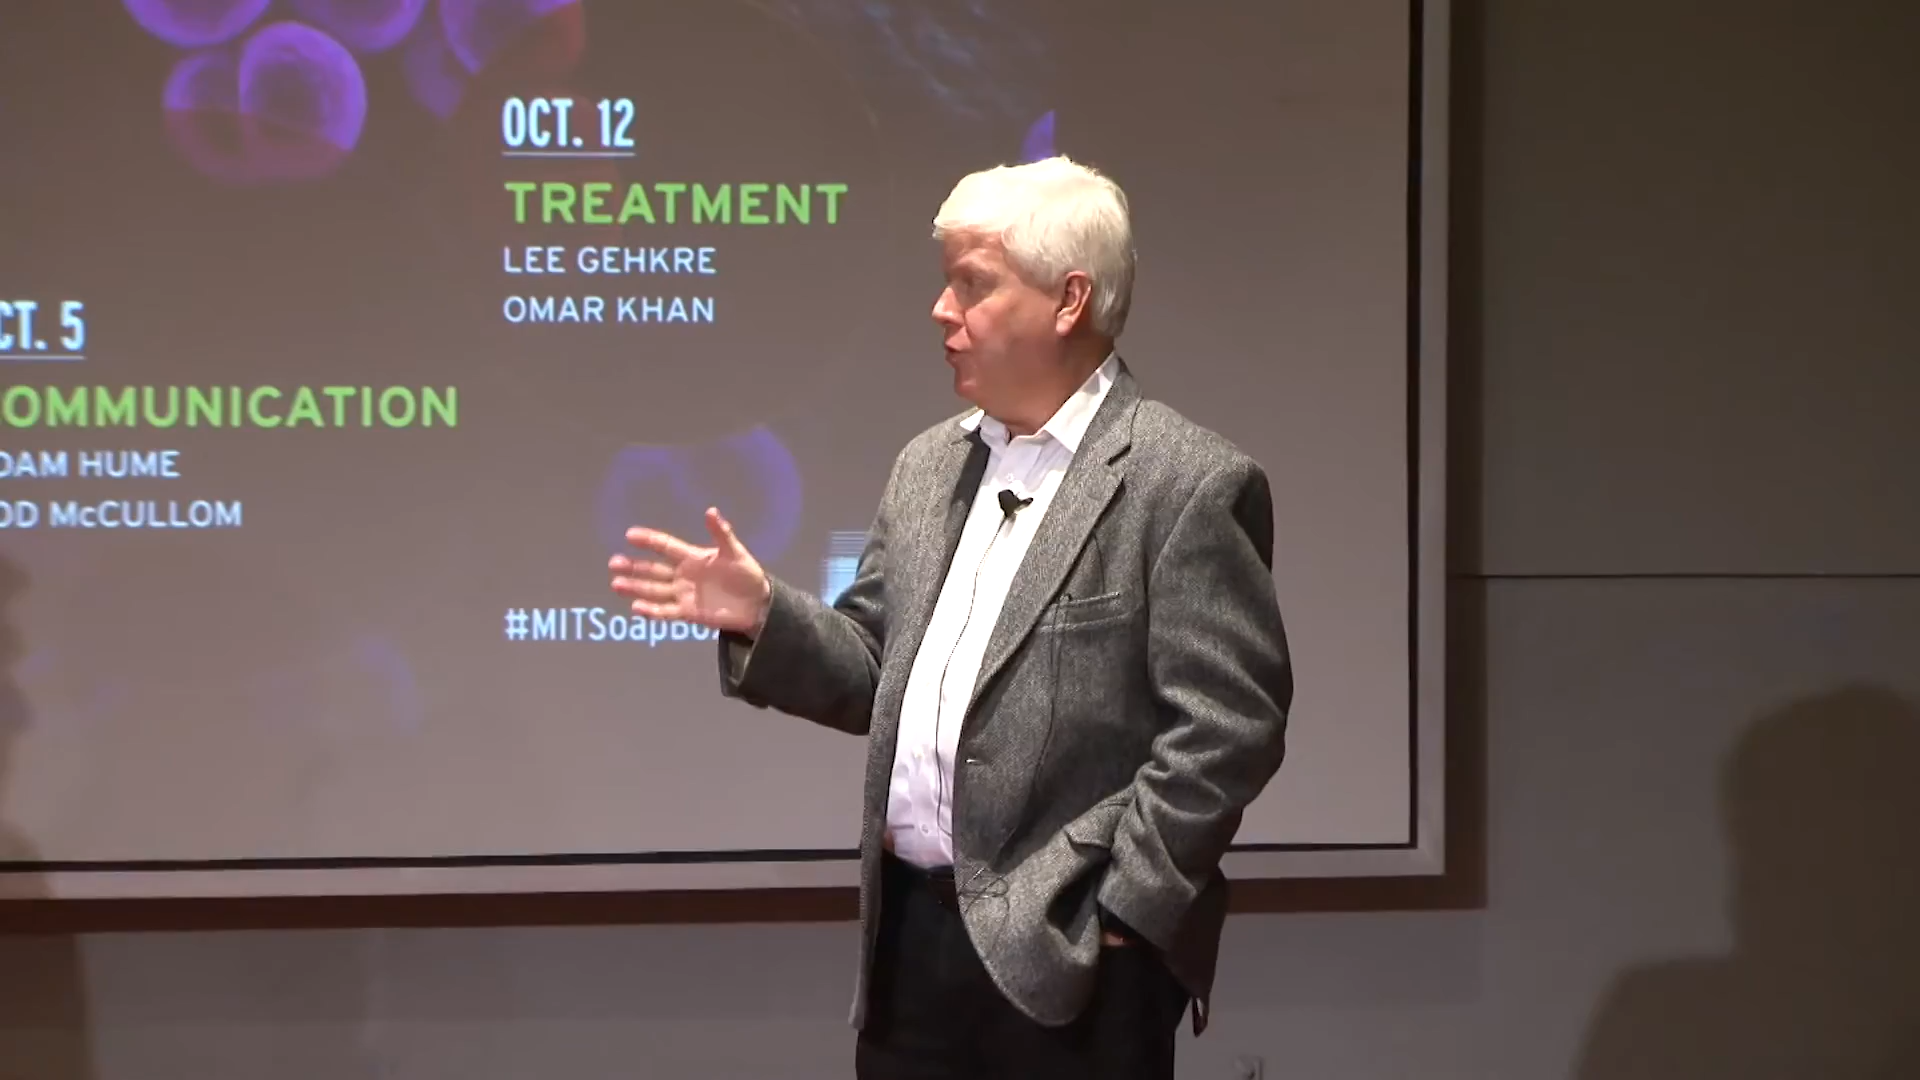 OCT. 12
TREATMENT
LEE GEHKRE
OMAR KHAN
CT. 5
OMMUNICATION
DAM HUME
OD McCULLOM
#MITSoapBo